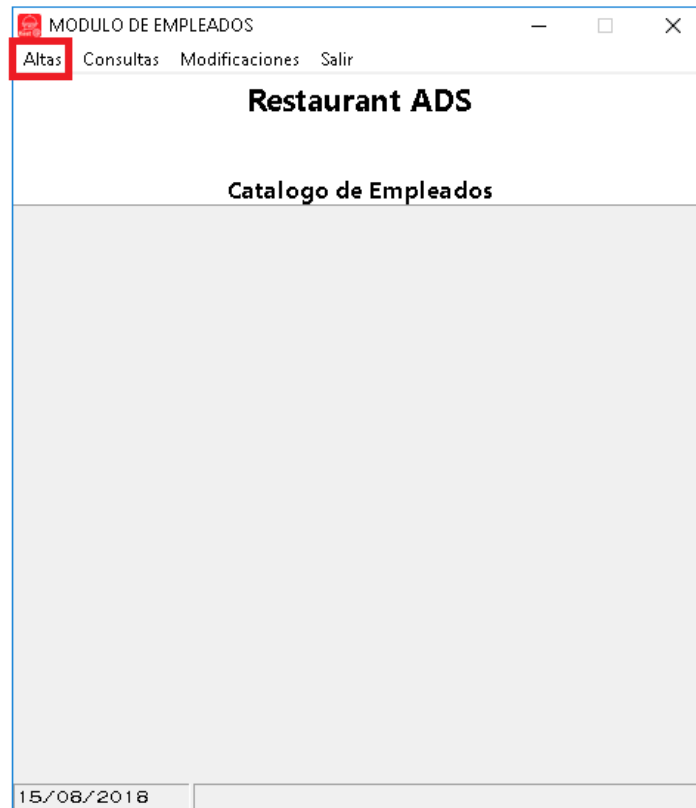 MODULO DE EMPLEADOS
Altas Consultas Modificaciones Salir
Restaurant ADS
Catalogo de Empleados
15/08/2018